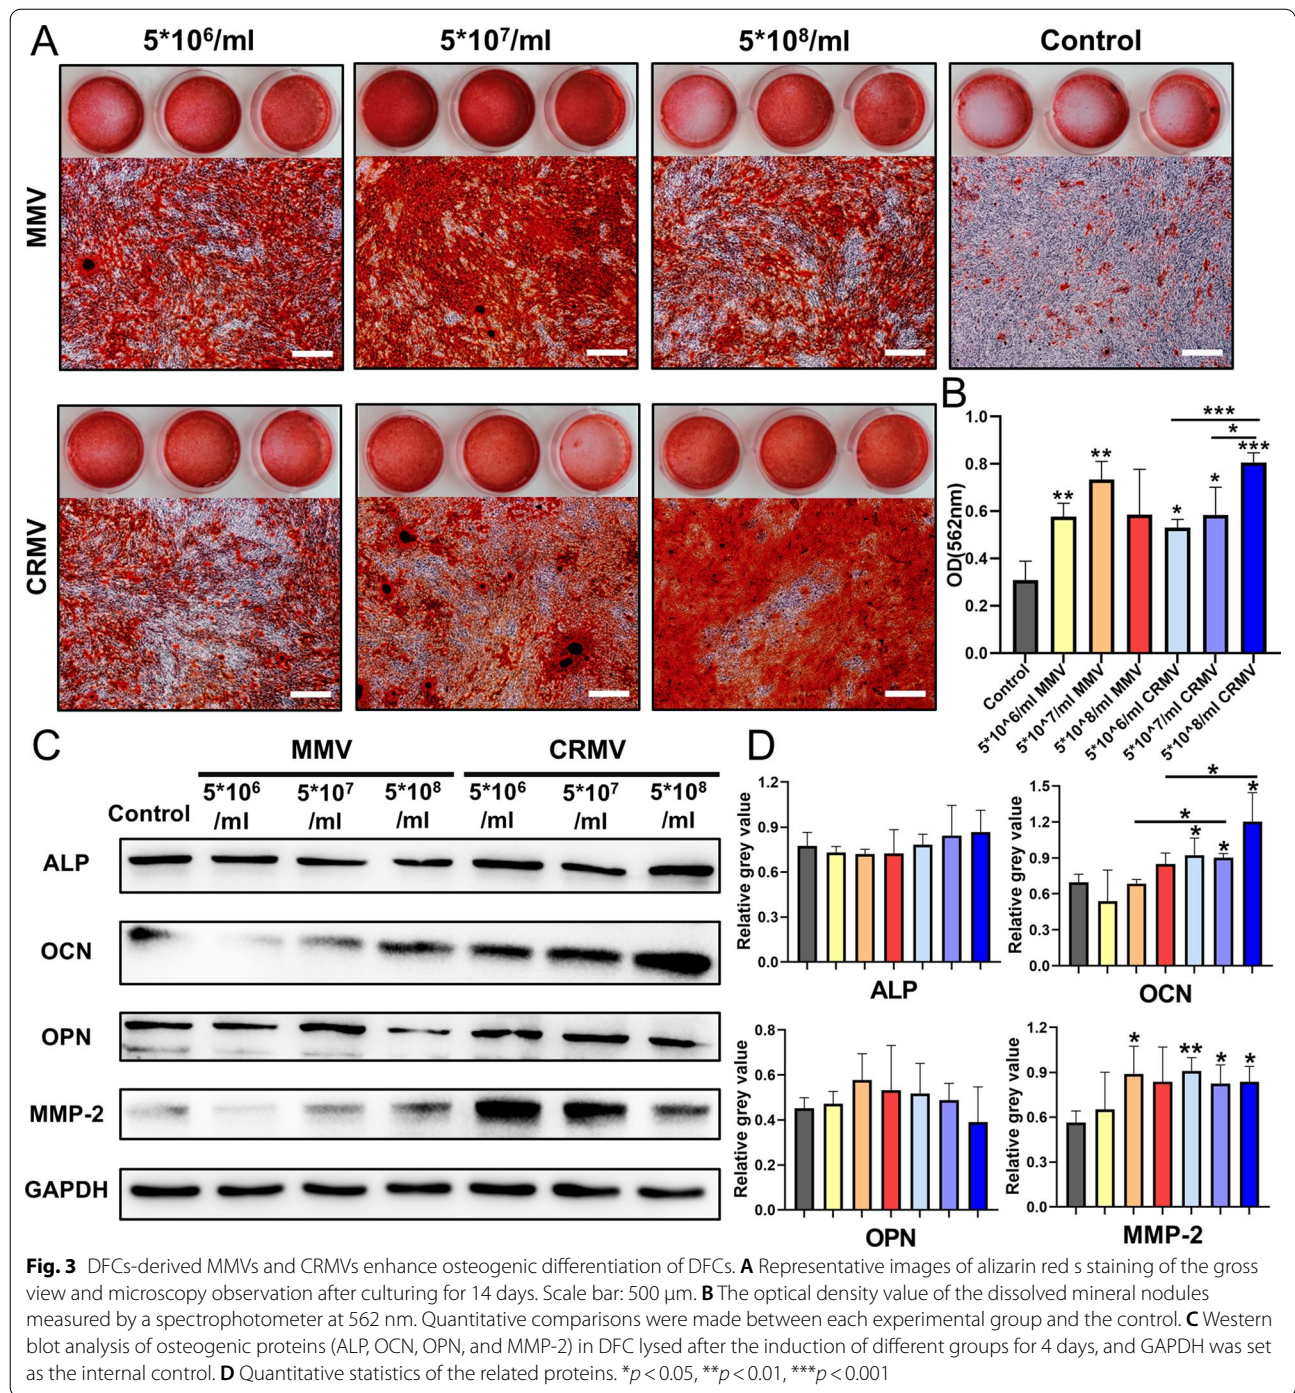 A
5*10⁶/ml
5*10⁷/ml
5*10⁸/ml
Control
MMV
CRMV
B
1.0
0.8
0.6
0.4
0.2
0.0
OD(562nm)
***
*
**
**
*
*
***
Control
5*10^6/ml MMV
5*10^7/ml MMV
5*10^8/ml MMV
5*10^6/ml CRMV
5*10^7/ml CRMV
5*10^8/ml CRMV
C
MMV
CRMV
Control
5*10⁶/ml
5*10⁷/ml
5*10⁸/ml
5*10⁶/ml
5*10⁷/ml
5*10⁸/ml
ALP
OCN
OPN
MMP-2
GAPDH
D
Relative grey value
1.2
0.9
0.6
0.3
0.0
ALP
Relative grey value
1.5
1.2
0.9
0.6
0.3
0.0
*
*
*
*
*
OCN
Relative grey value
0.8
0.6
0.4
0.2
0.0
OPN
Relative grey value
1.2
0.9
0.6
0.3
0.0
*
**
*
*
MMP-2
Fig. 3 DFCs-derived MMVs and CRMVs enhance osteogenic differentiation of DFCs. A Representative images of alizarin red s staining of the gross
view and microscopy observation after culturing for 14 days. Scale bar: 500 μm. B The optical density value of the dissolved mineral nodules
measured by a spectrophotometer at 562 nm. Quantitative comparisons were made between each experimental group and the control. C Western
blot analysis of osteogenic proteins (ALP, OCN, OPN, and MMP-2) in DFC lysed after the induction of different groups for 4 days, and GAPDH was set
as the internal control. D Quantitative statistics of the related proteins. *p < 0.05, **p < 0.01, ***p < 0.001